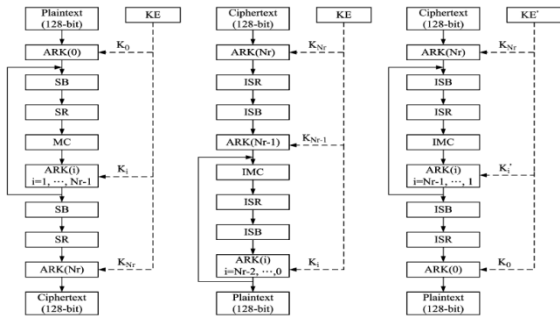 Plaintext
(128-bit)
KE
K0
ARK(0)
SB
SR
MC
ARK(i)
i=1, ⋯, Nr-1
Ki
SB
SR
ARK(Nr)
KNr
Ciphertext
(128-bit)
Ciphertext
(128-bit)
KE
KNr
ARK(Nr)
ISR
ISB
ARK(Nr-1)
KNr-1
IMC
ISR
ISB
ARK(i)
i=Nr-2, ⋯,0
Ki
Plaintext
(128-bit)
Ciphertext
(128-bit)
KE'
KNr
ARK(Nr)
ISB
ISR
IMC
ARK(i)
i=Nr-1, ⋯, 1
Ki'
ISB
ISR
ARK(0)
K0
Plaintext
(128-bit)